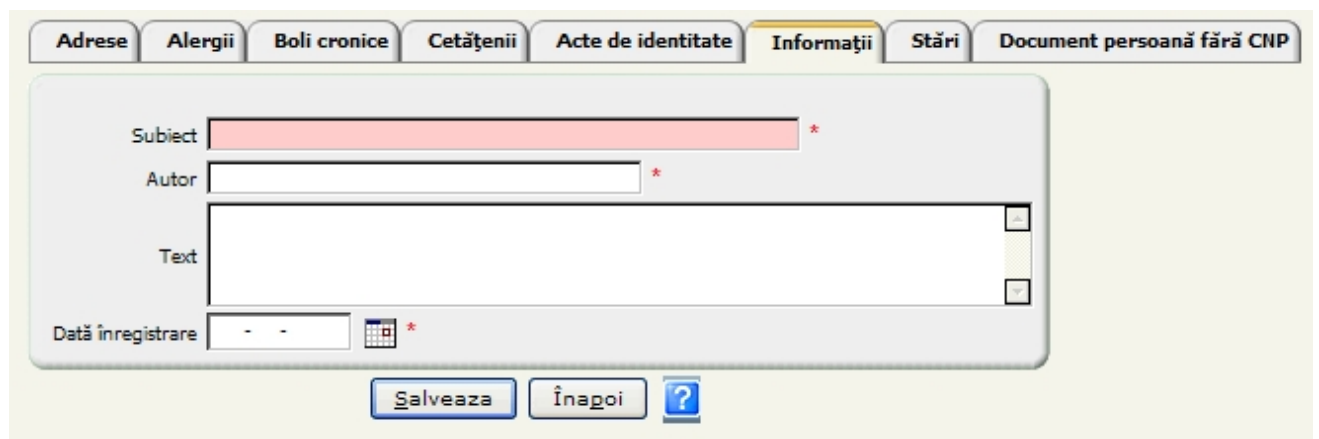 Adrese Alergii Boli cronice Cetăţenii Acte de identitate Informaţii Stări Document persoană fără CNP
Subiect *
Autor *
Text
Dată înregistrare - - *
Salveaza Înapoi ?